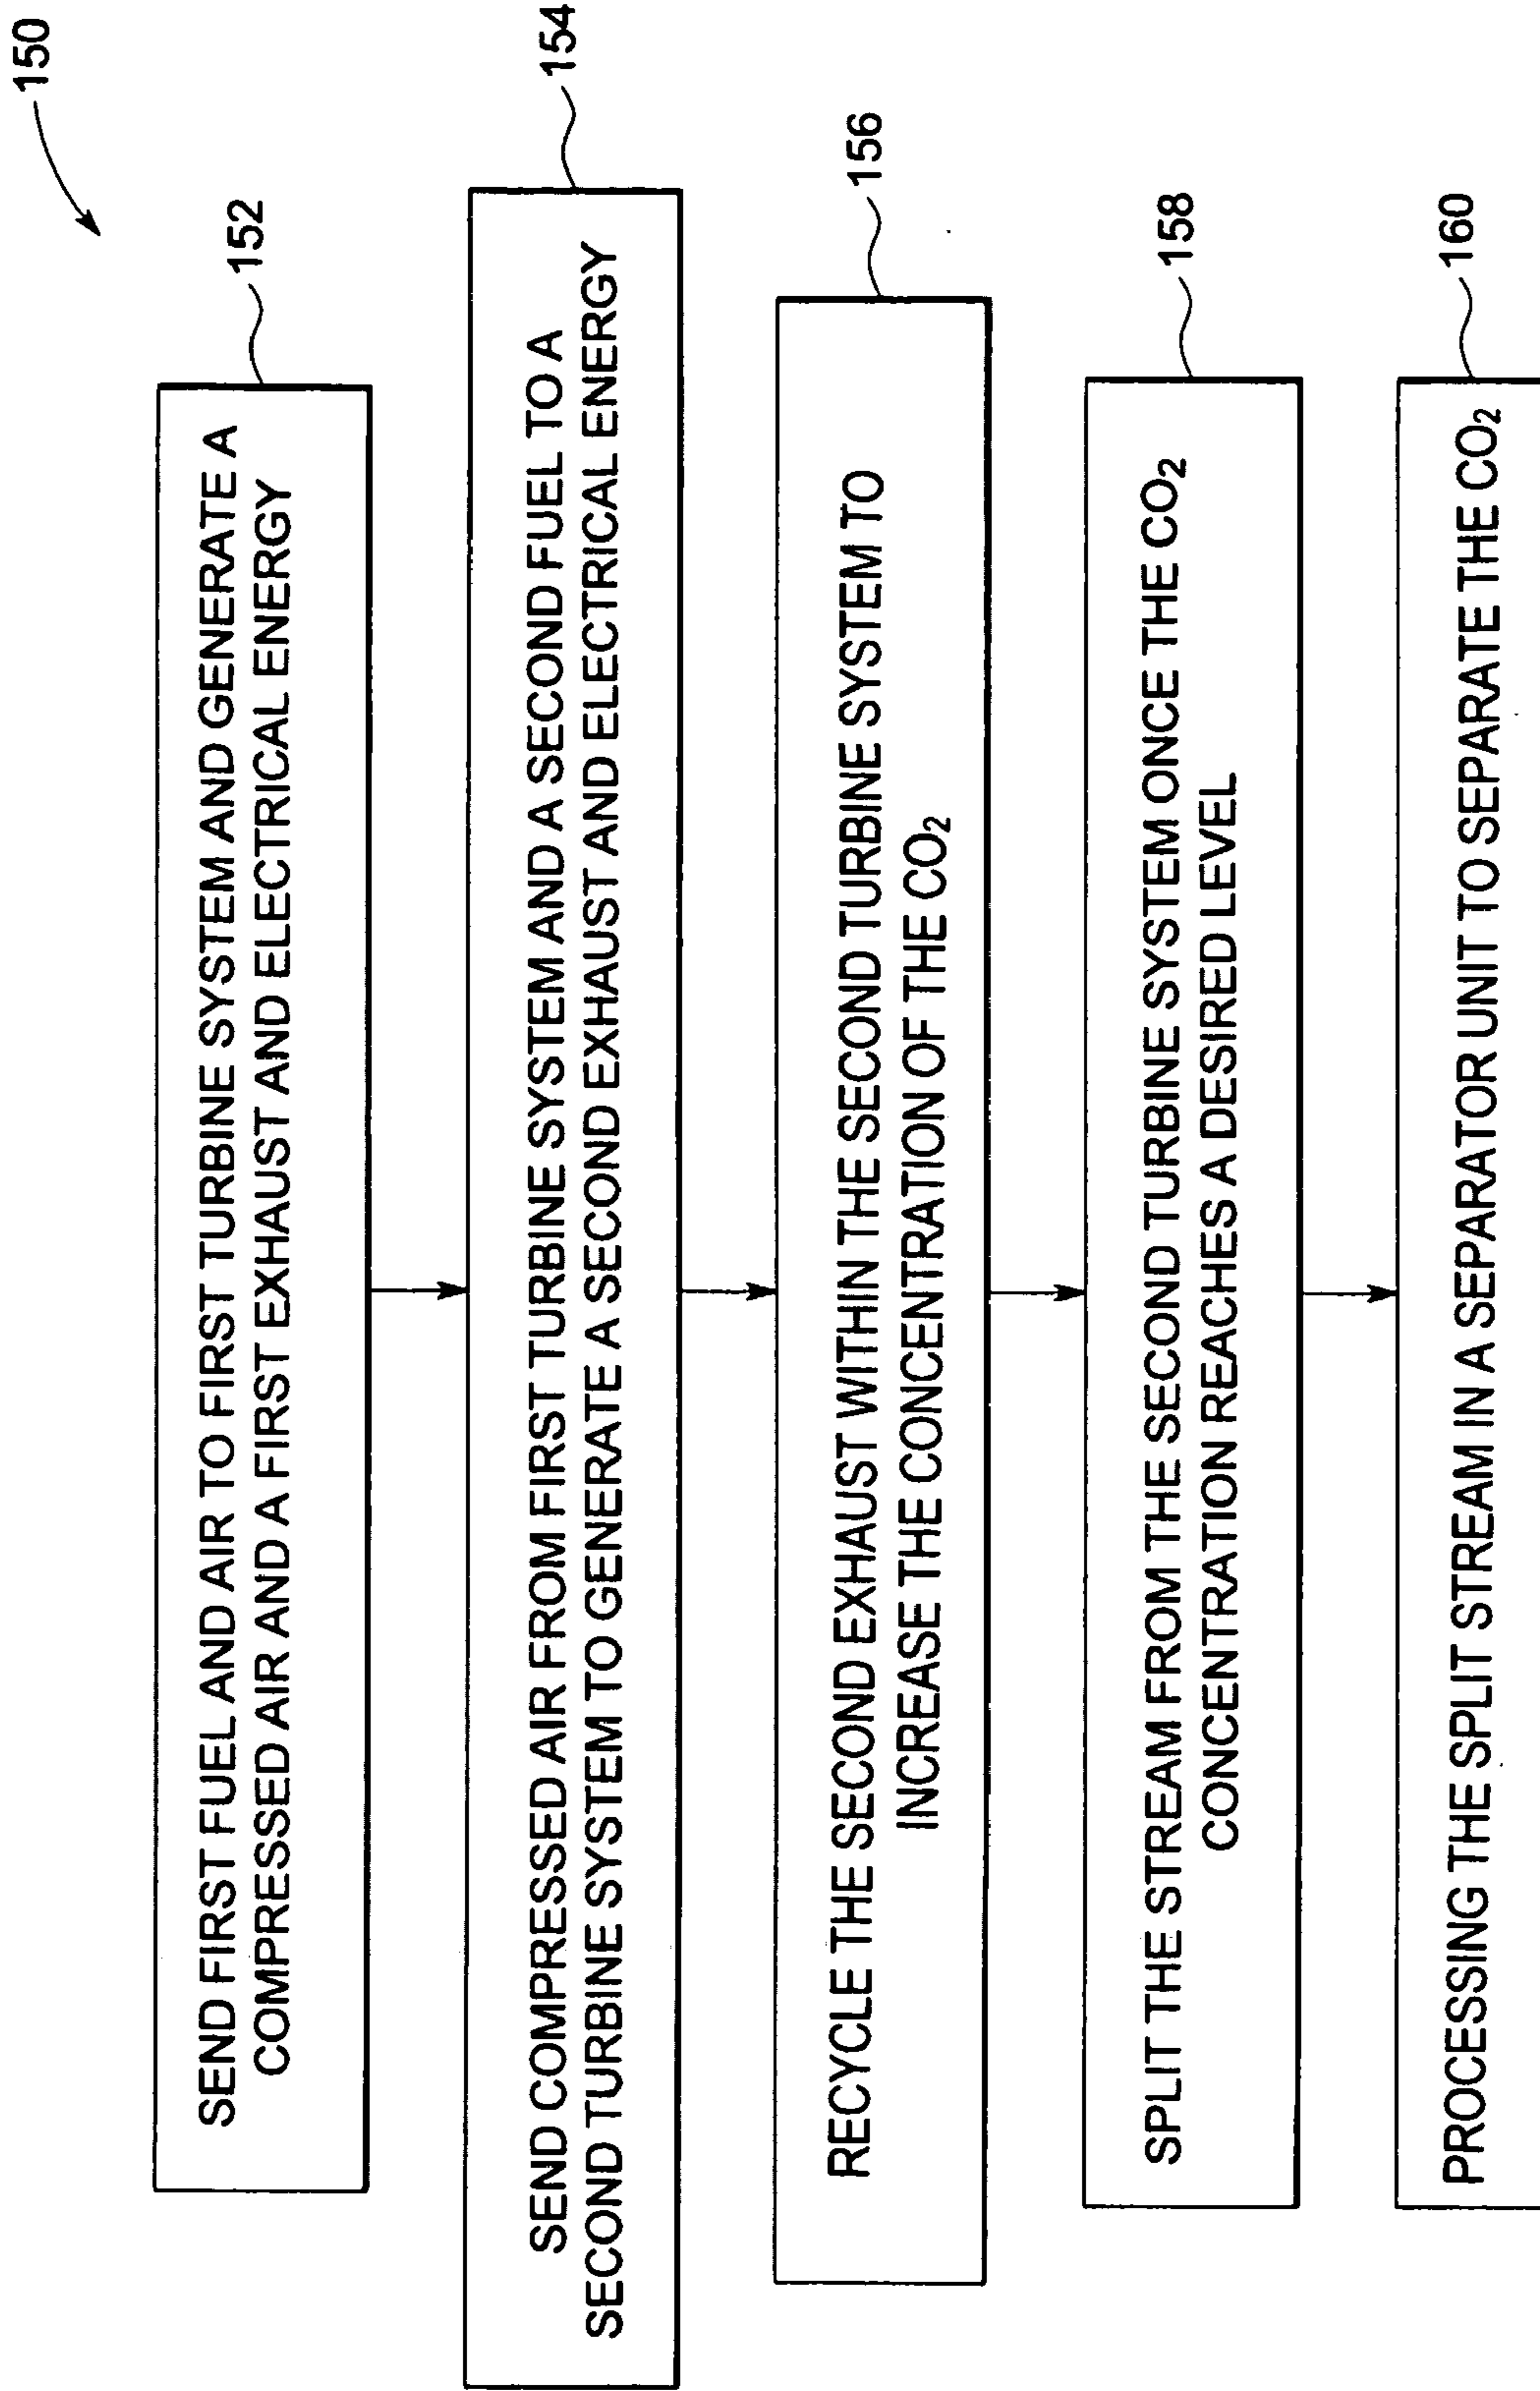 150
152
SEND FIRST FUEL AND AIR TO FIRST TURBINE SYSTEM AND GENERATE A
COMPRESSED AIR AND A FIRST EXHAUST AND ELECTRICAL ENERGY
154
SEND COMPRESSED AIR FROM FIRST TURBINE SYSTEM AND A SECOND FUEL TO A
SECOND TURBINE SYSTEM TO GENERATE A SECOND EXHAUST AND ELECTRICAL ENERGY
156
RECYCLE THE SECOND EXHAUST WITHIN THE SECOND TURBINE SYSTEM TO
INCREASE THE CONCENTRATION OF THE CO₂
158
SPLIT THE STREAM FROM THE SECOND TURBINE SYSTEM ONCE THE CO₂
CONCENTRATION REACHES A DESIRED LEVEL
160
PROCESSING THE SPLIT STREAM IN A SEPARATOR UNIT TO SEPARATE THE CO₂